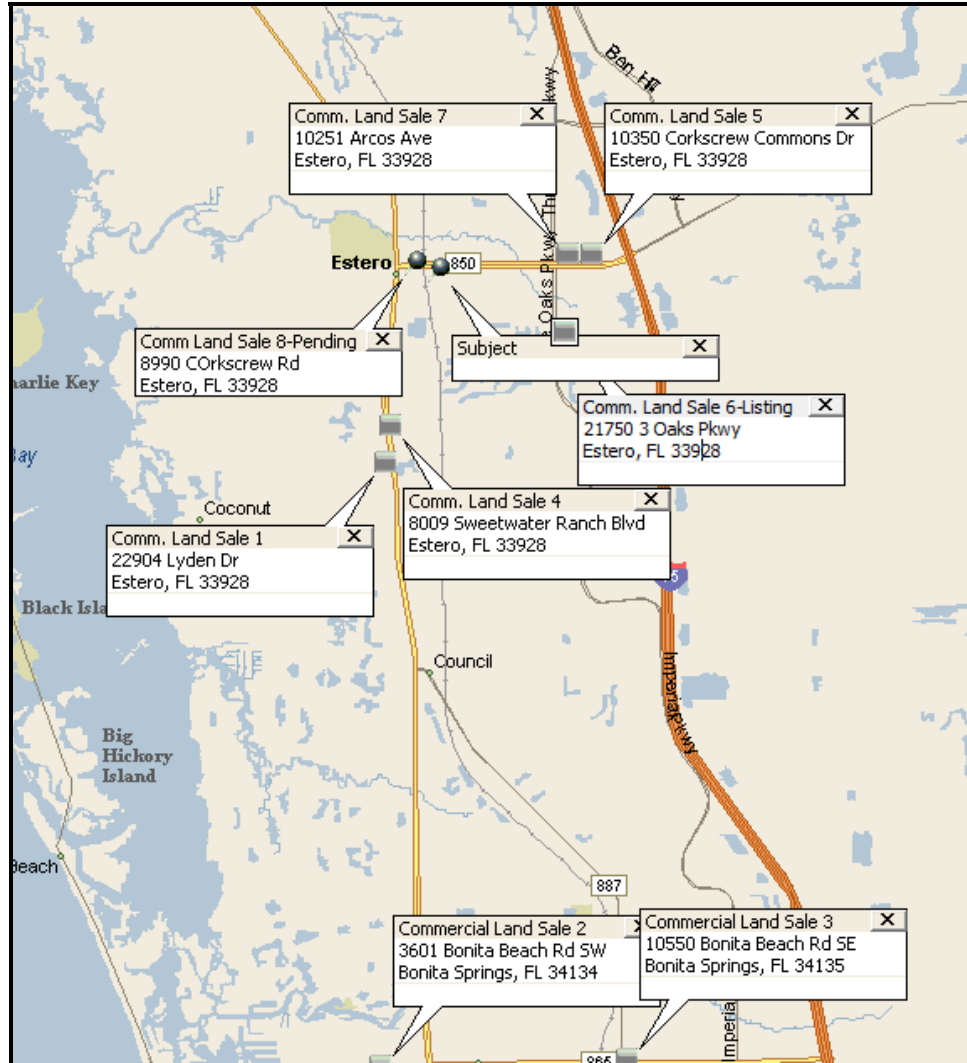 Ben Hill
Comm. Land Sale 7
10251 Arcos Ave
Estero, FL 33928
Comm. Land Sale 5
10350 Corkscrew Commons Dr
Estero, FL 33928
kwy
Oaks Pkwy
Estero
850
Comm Land Sale 8-Pending
8990 COrkscrew Rd
Estero, FL 33928
Subject
e Oaks Pkwy, Th
Comm. Land Sale 6-Listing
21750 3 Oaks Pkwy
Estero, FL 33928
harlie Key
Bay
Coconut
Comm. Land Sale 4
8009 Sweetwater Ranch Blvd
Estero, FL 33928
Comm. Land Sale 1
22904 Lyden Dr
Estero, FL 33928
Black Isla
5
Council
Imperial Pkwy
Big
Hickory
Island
Beach
887
Commercial Land Sale 2
3601 Bonita Beach Rd SW
Bonita Springs, FL 34134
Commercial Land Sale 3
10550 Bonita Beach Rd SE
Bonita Springs, FL 34135
Imperia
865